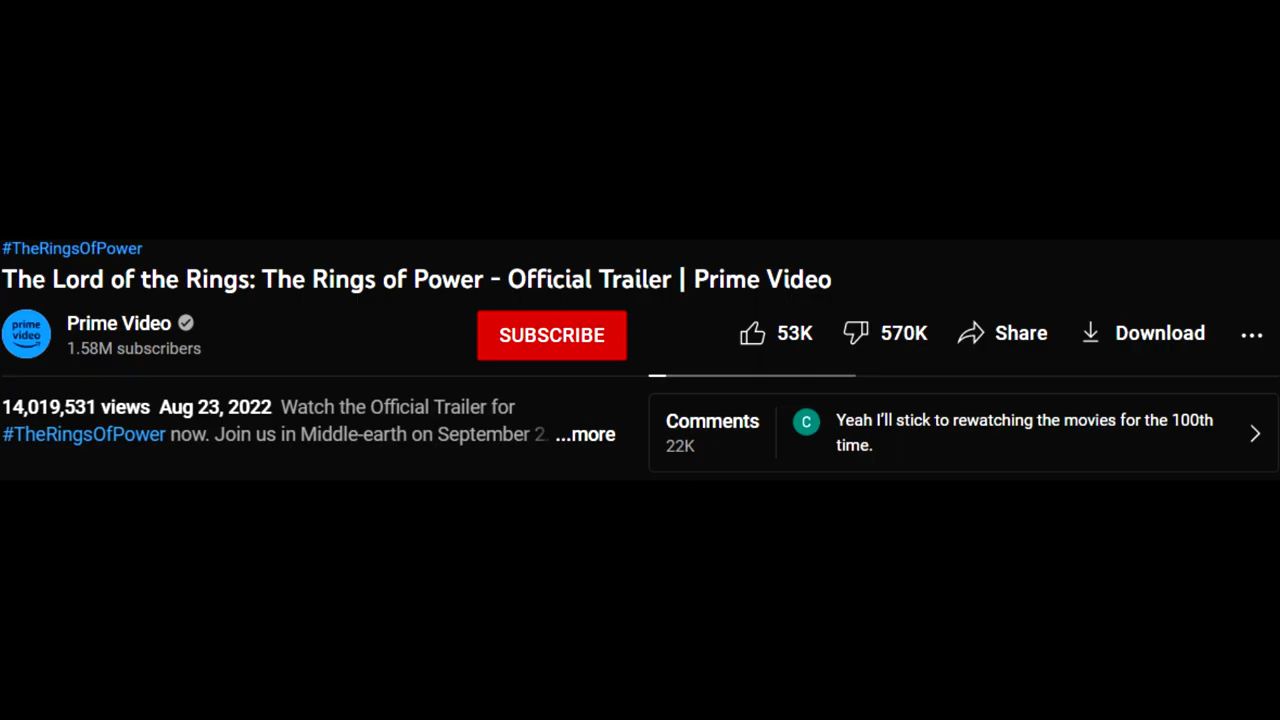 #TheRingsOfPower
The Lord of the Rings: The Rings of Power - Official Trailer | Prime Video
prime
video
Prime Video
1.58M subscribers
SUBSCRIBE
53K
570K
Share
Download
...
14,019,531 views Aug 23, 2022 Watch the Official Trailer for
#TheRingsOfPower now. Join us in Middle-earth on September 2. ...more
Comments
22K
C
Yeah I'll stick to rewatching the movies for the 100th
time.